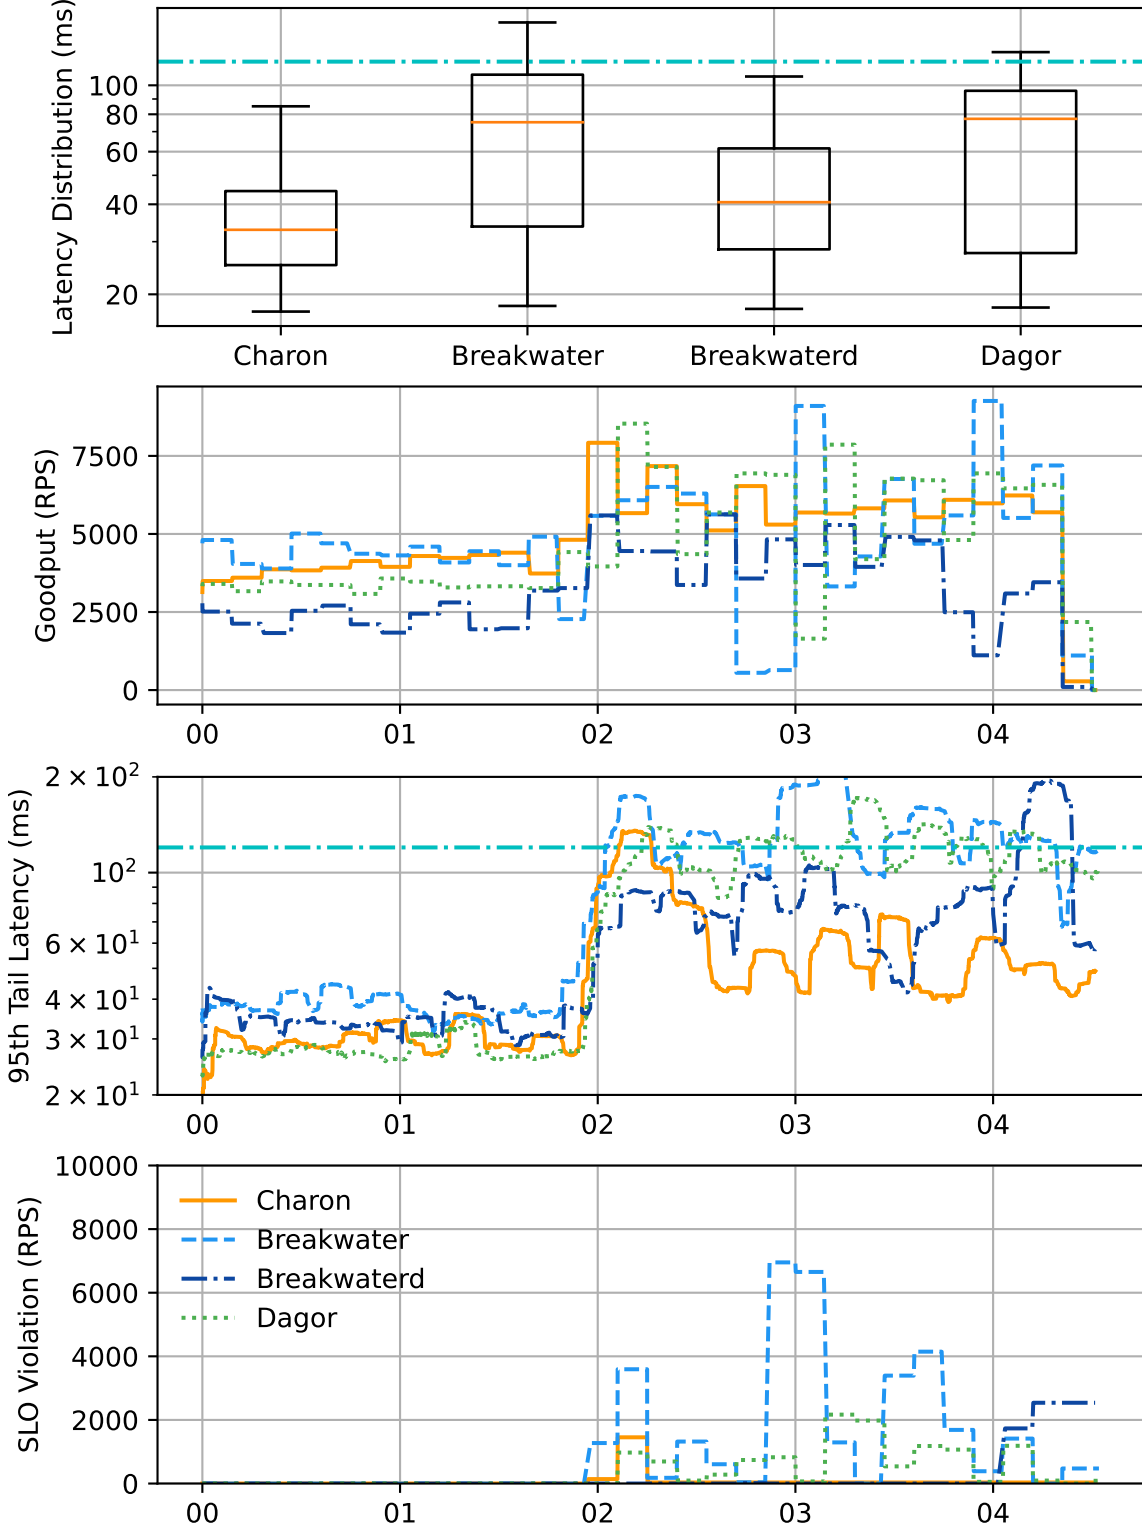 Latency Distribution (ms)
100
80
60
40
20
Charon Breakwater Breakwaterd Dagor
Goodput (RPS)
7500
5000
2500
0
00 01 02 03 04
95th Tail Latency (ms)
2 × 10²
10²
6 × 10¹
4 × 10¹
3 × 10¹
2 × 10¹
00 01 02 03 04
SLO Violation (RPS)
10000
8000
6000
4000
2000
0
Charon
Breakwater
Breakwaterd
Dagor
00 01 02 03 04